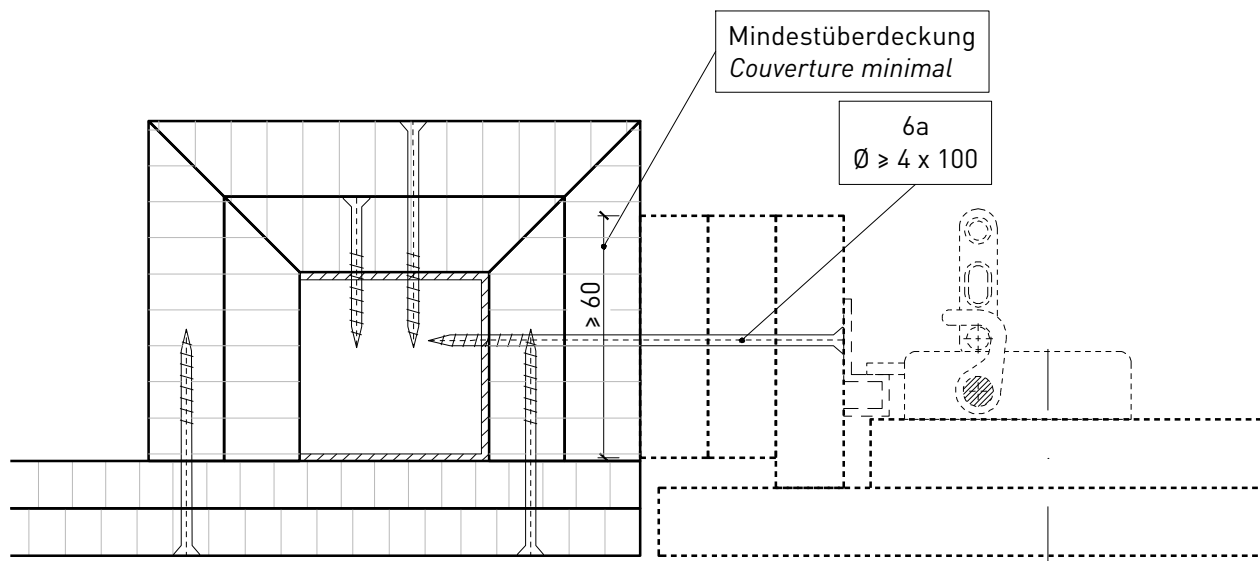 Mindestüberdeckung
Couverture minimal
6a
Ø ≥ 4 x 100
≥ 60